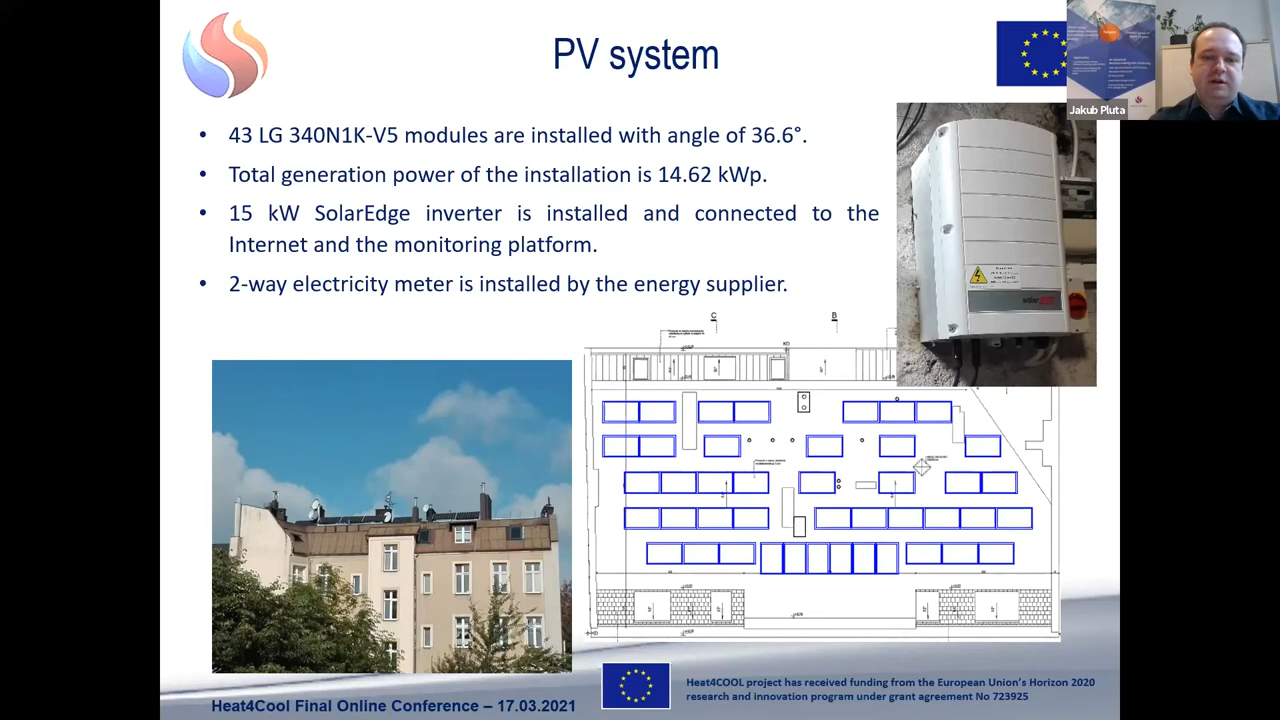 PV system
Jakub Pluta
• 43 LG 340N1K-V5 modules are installed with angle of 36.6°.
• Total generation power of the installation is 14.62 kWp.
• 15 kW SolarEdge inverter is installed and connected to the
Internet and the monitoring platform.
• 2-way electricity meter is installed by the energy supplier.
solar
C
B
KD
Heat4COOL project has received funding from the European Union's Horizon 2020
research and innovation program under grant agreement No 723925
Heat4Cool Final Online Conference – 17.03.2021